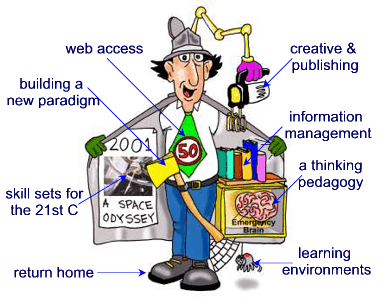 web access
creative &
publishing
building a
new paradigm
information
management
2001
50
a thinking
pedagogy
skill sets for
the 21st C
A SPACE
ODYSSEY
Emergency
Brain
learning
environments
return home